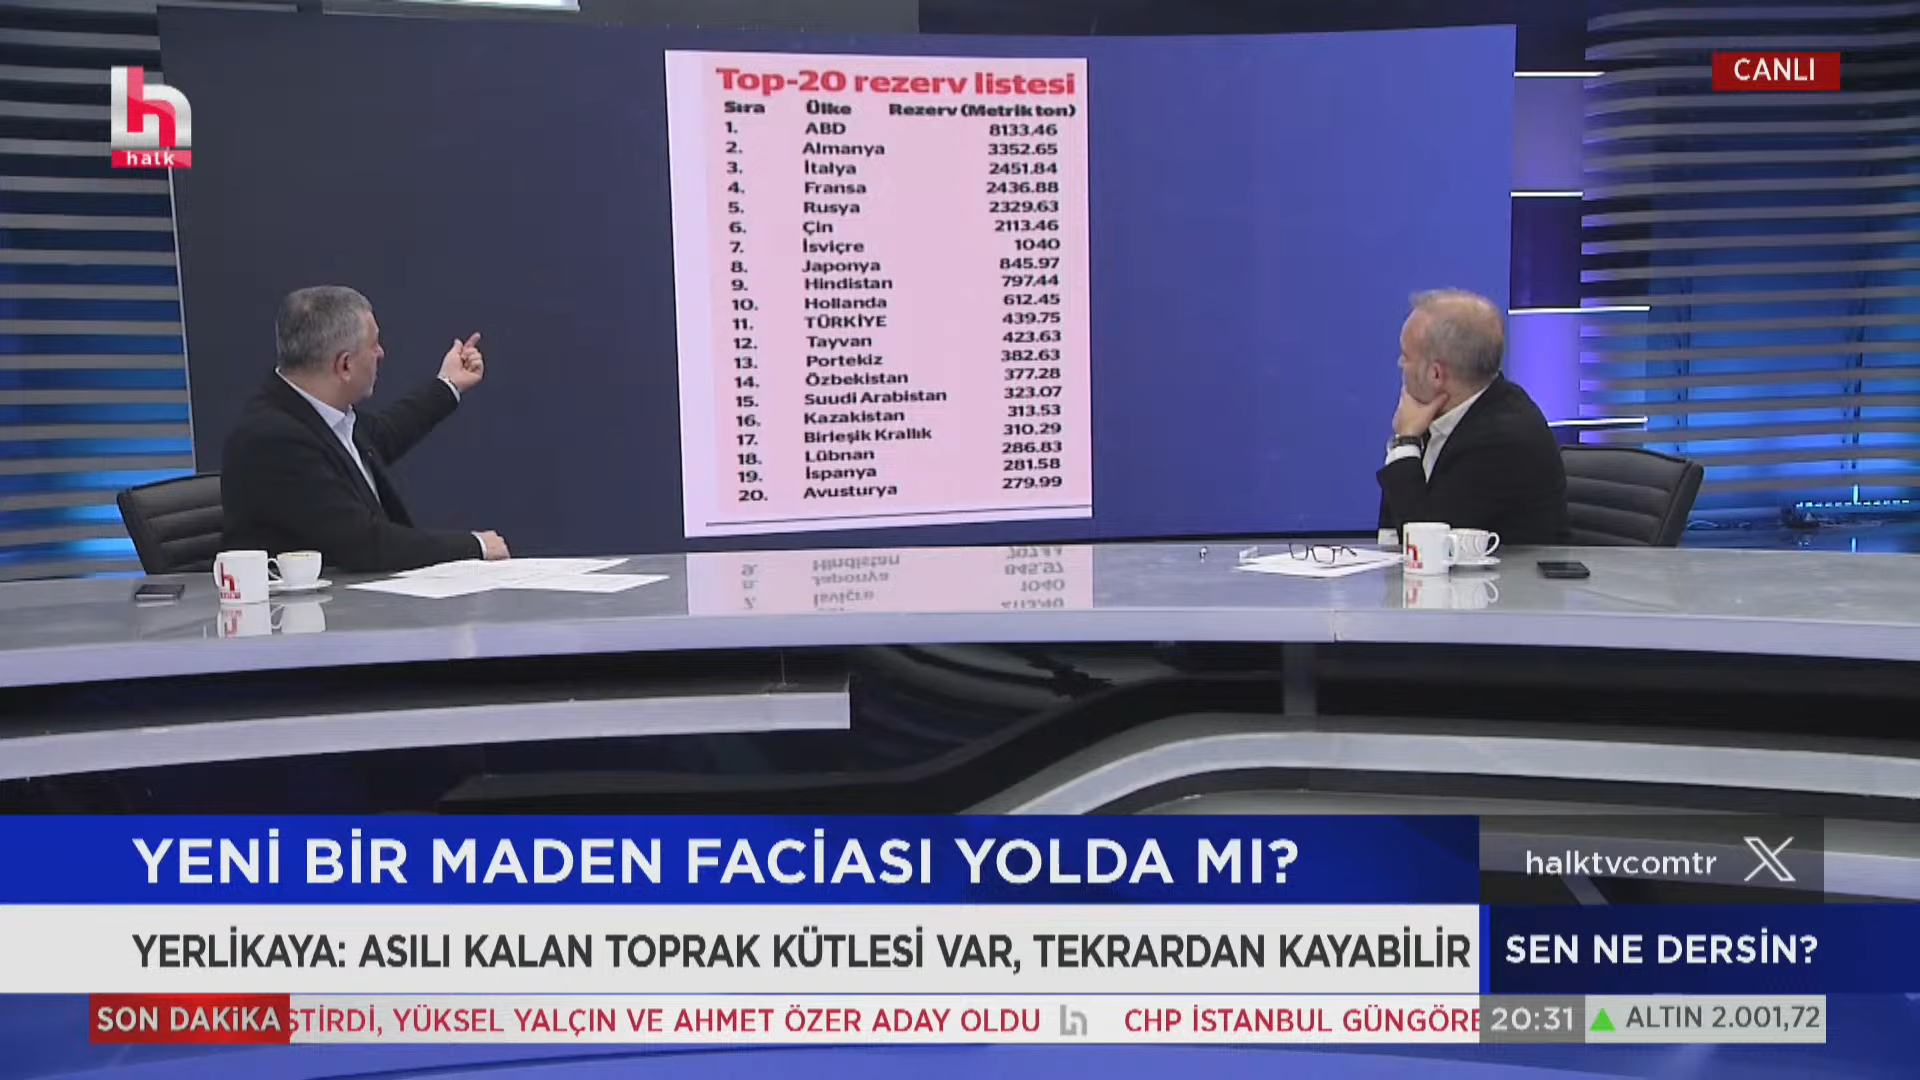 h
halk
CANLI
Top-20 rezerv listesi
Sıra Ülke Rezerv (Metrik ton)
1. ABD 8133.46
2. Almanya 3352.65
3. İtalya 2451.84
4. Fransa 2436.88
5. Rusya 2329.63
6. Çin 2113.46
7. İsviçre 1040
8. Japonya 845.97
9. Hindistan 797.44
10. Hollanda 612.45
11. TÜRKİYE 439.75
12. Tayvan 423.63
13. Portekiz 382.63
14. Özbekistan 377.28
15. Suudi Arabistan 323.07
16. Kazakistan 313.53
17. Birleşik Krallık 310.29
18. Lübnan 286.83
19. İspanya 281.58
20. Avusturya 279.99
YENİ BİR MADEN FACİASI YOLDA MI?
halktvcomtr X
YERLİKAYA: ASILI KALAN TOPRAK KÜTLESİ VAR, TEKRARDAN KAYABİLİR
SEN NE DERSİN?
SON DAKİKA ŞTİRDİ, YÜKSEL YALÇIN VE AHMET ÖZER ADAY OLDU h CHP İSTANBUL GÜNGÖRE 20:31 ALTIN 2.001,72